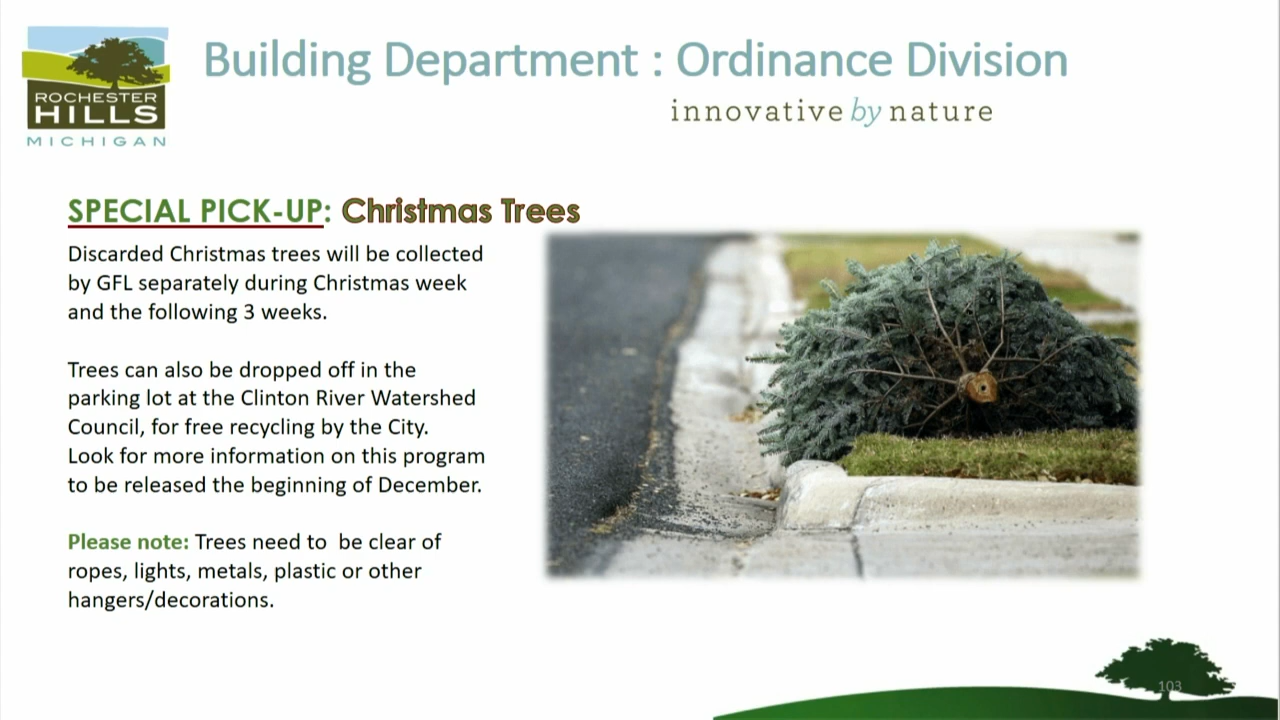 ROCHESTER
HILLS
MICHIGAN
Building Department : Ordinance Division
innovative by nature
SPECIAL PICK-UP: Christmas Trees
Discarded Christmas trees will be collected
by GFL separately during Christmas week
and the following 3 weeks.
Trees can also be dropped off in the
parking lot at the Clinton River Watershed
Council, for free recycling by the City.
Look for more information on this program
to be released the beginning of December.
Please note: Trees need to  be clear of
ropes, lights, metals, plastic or other
hangers/decorations.
103